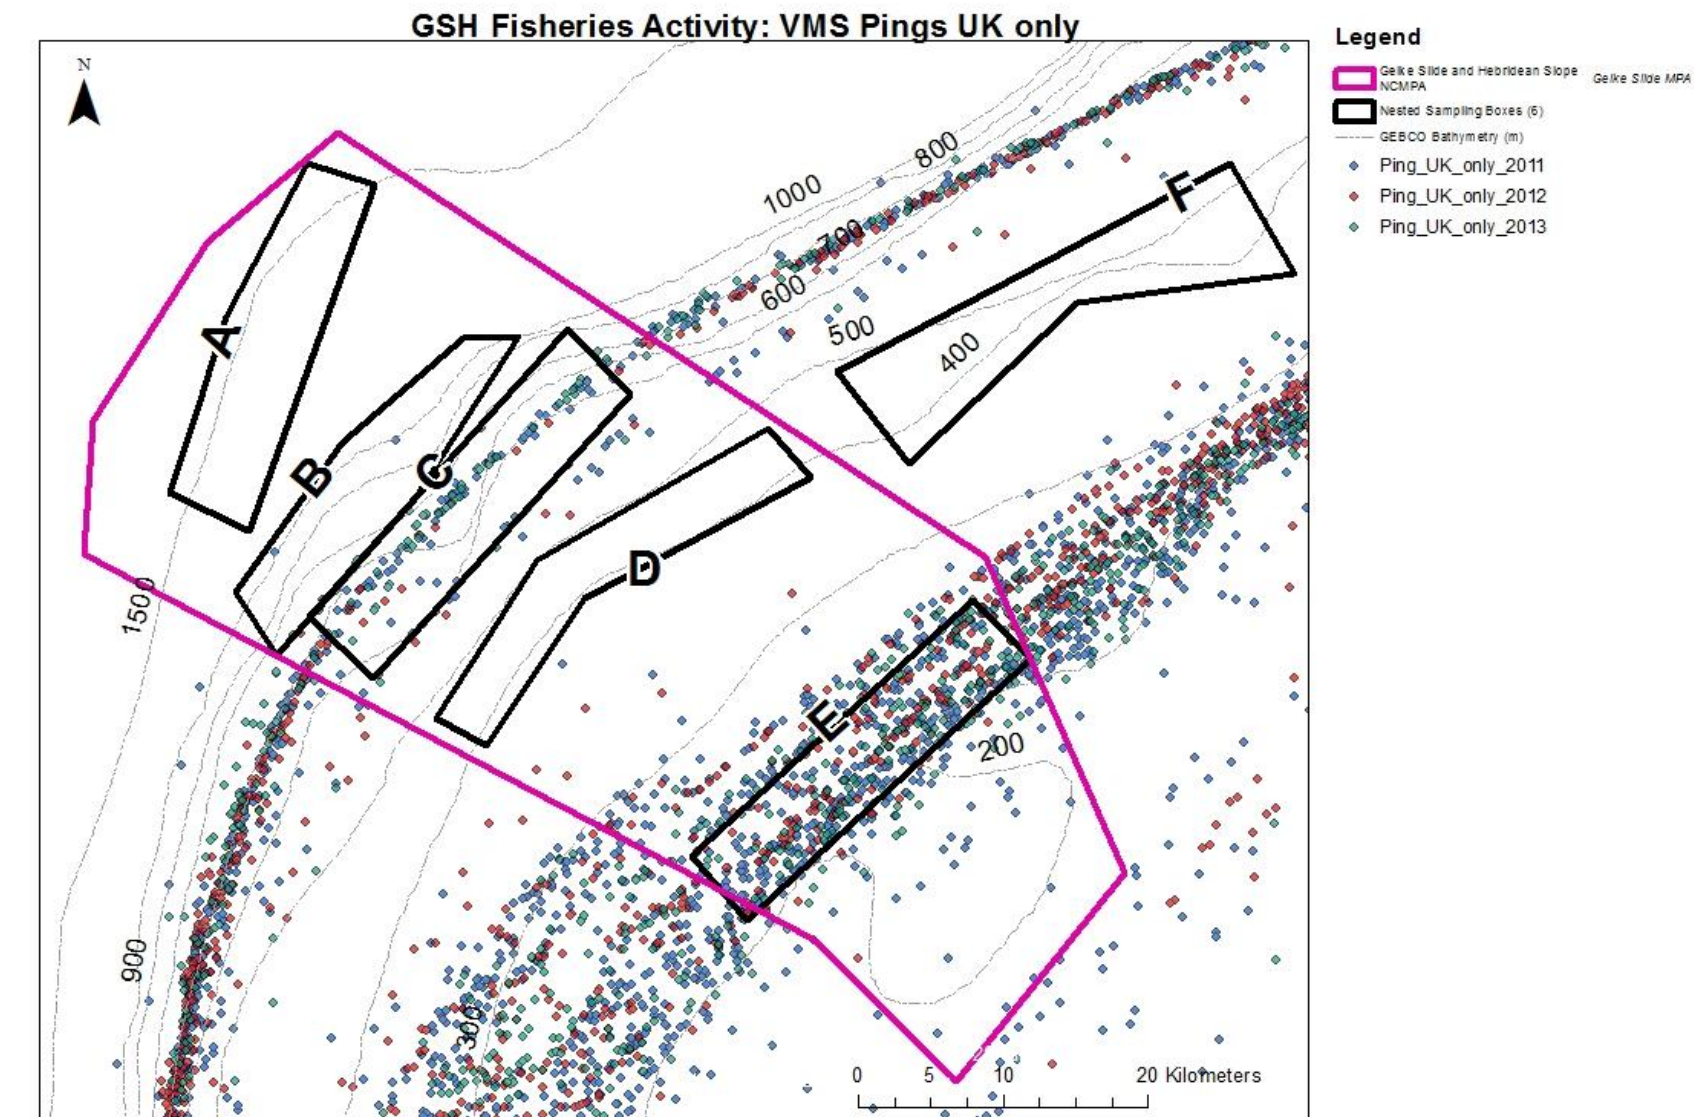 GSH Fisheries Activity: VMS Pings UK only
N
Legend
Geike Slide and Hebridean Slope
NCMPA
Geike Slide MPA
Nested Sampling Boxes (6)
GEBCO Bathymetry (m)
Ping_UK_only_2011
Ping_UK_only_2012
Ping_UK_only_2013
800
1000
F
700
600
500
400
A
B
C
D
1500
E
200
900
300
0 5 10 20 Kilometers